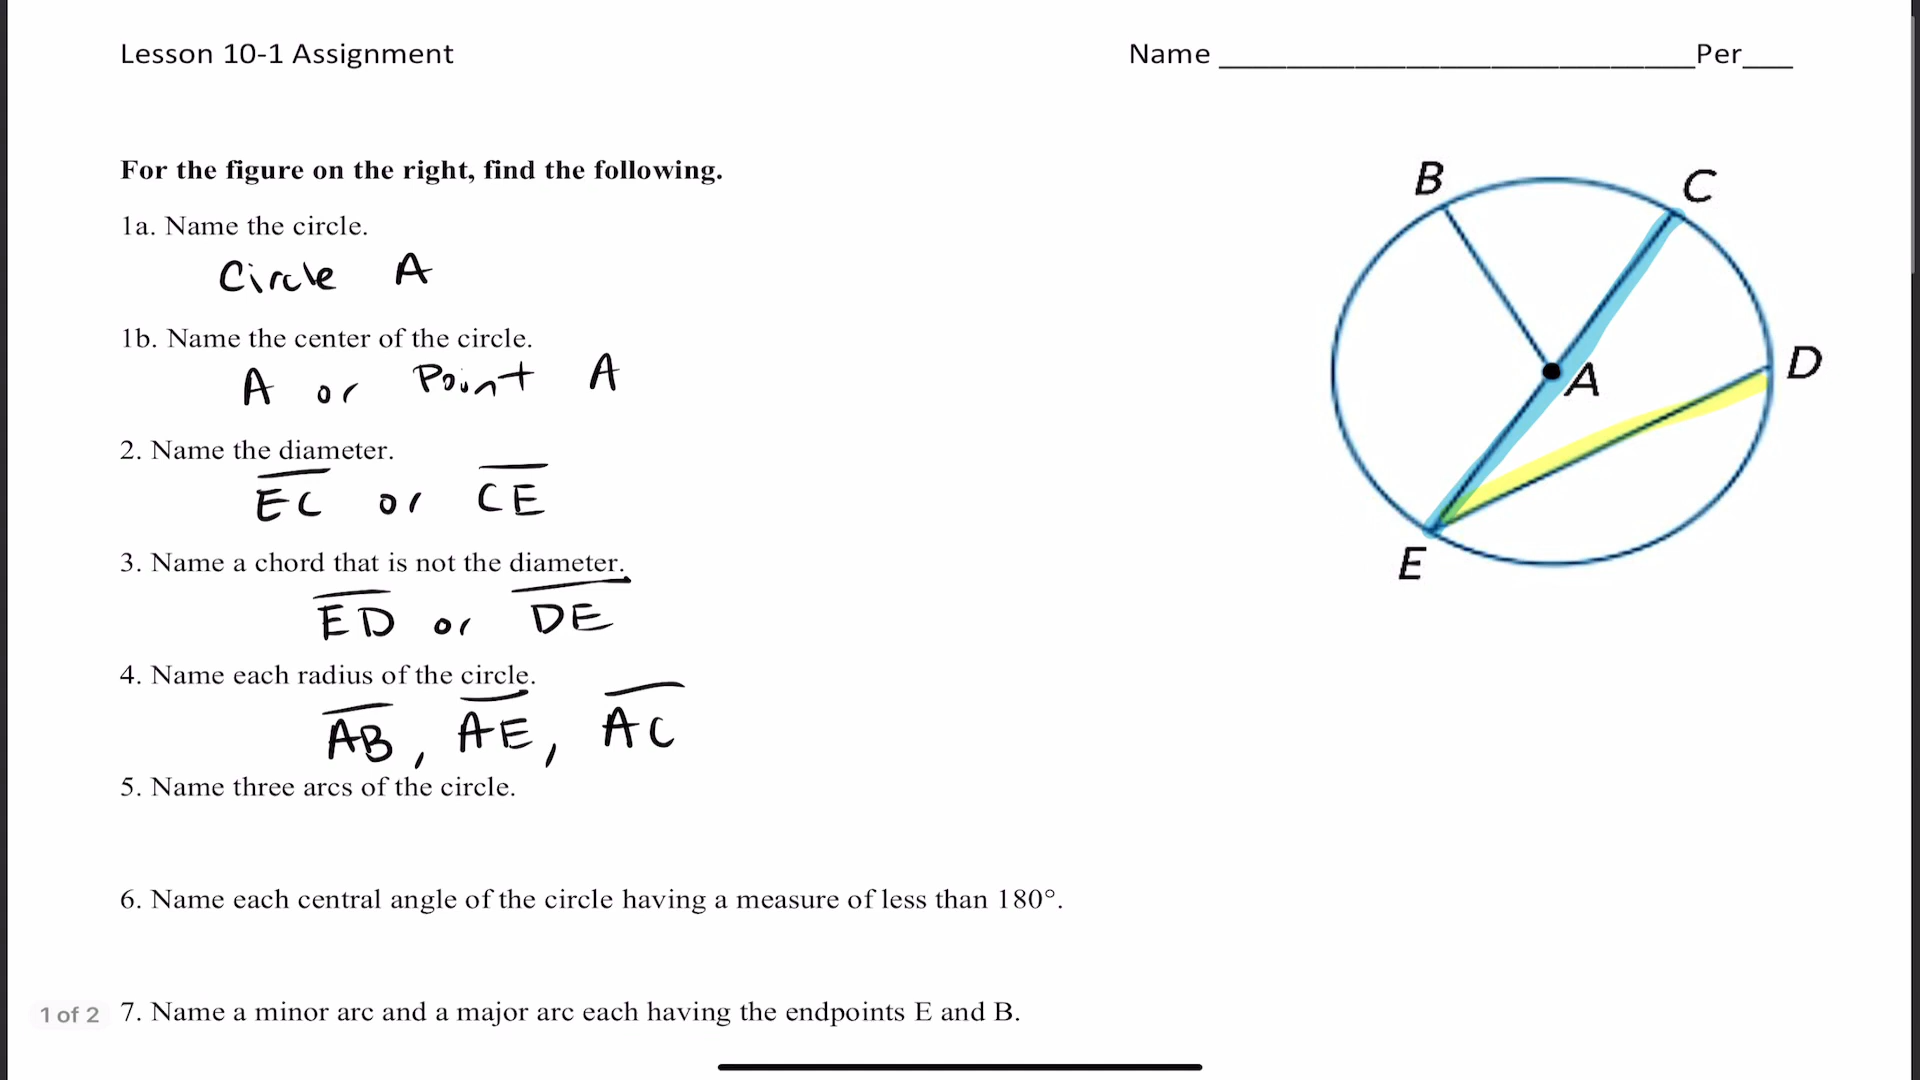 Lesson 10-1 Assignment Name ____________________________Per___
For the figure on the right, find the following.
1a. Name the circle.
Circle A
1b. Name the center of the circle.
A or Point A
2. Name the diameter.
EC or CE
3. Name a chord that is not the diameter.
ED or DE
4. Name each radius of the circle.
AB, AE, AC
5. Name three arcs of the circle.
6. Name each central angle of the circle having a measure of less than 180°.
1 of 2
7. Name a minor arc and a major arc each having the endpoints E and B.
B
C
A
D
E